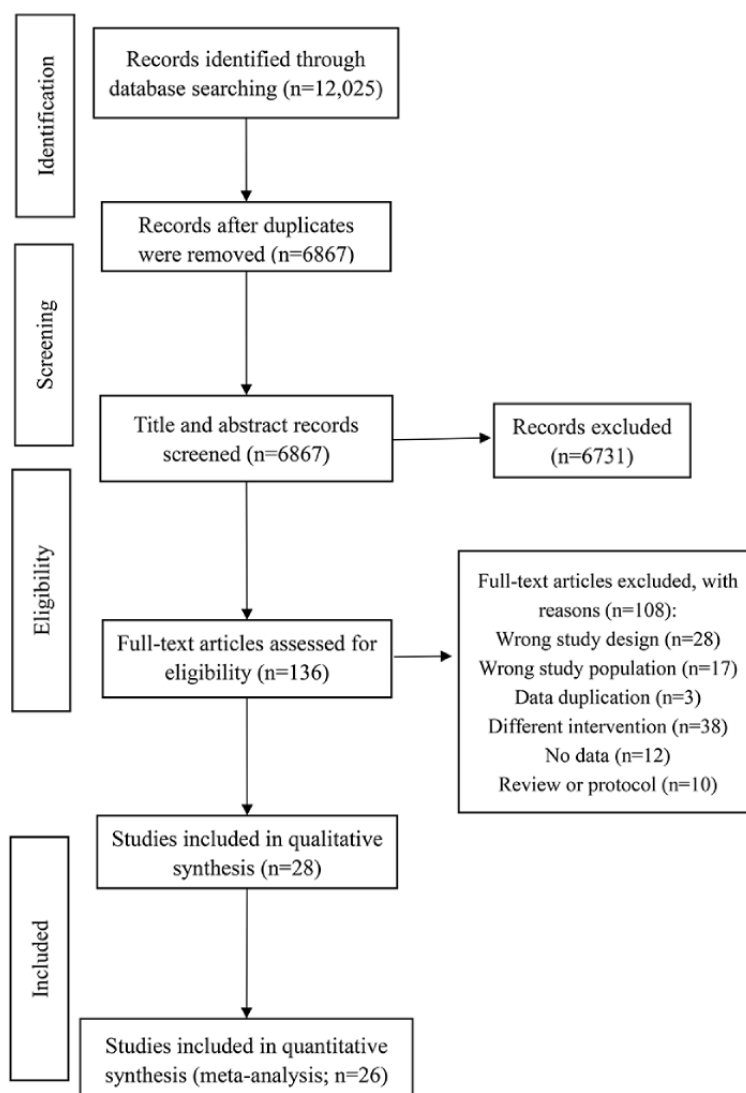 Identification
Records identified through
database searching (n=12,025)
Records after duplicates
were removed (n=6867)
Screening
Title and abstract records
screened (n=6867)
Records excluded
(n=6731)
Eligibility
Full-text articles assessed for
eligibility (n=136)
Full-text articles excluded, with
reasons (n=108):
Wrong study design (n=28)
Wrong study population (n=17)
Data duplication (n=3)
Different intervention (n=38)
No data (n=12)
Review or protocol (n=10)
Studies included in qualitative
synthesis (n=28)
Included
Studies included in quantitative
synthesis (meta-analysis; n=26)